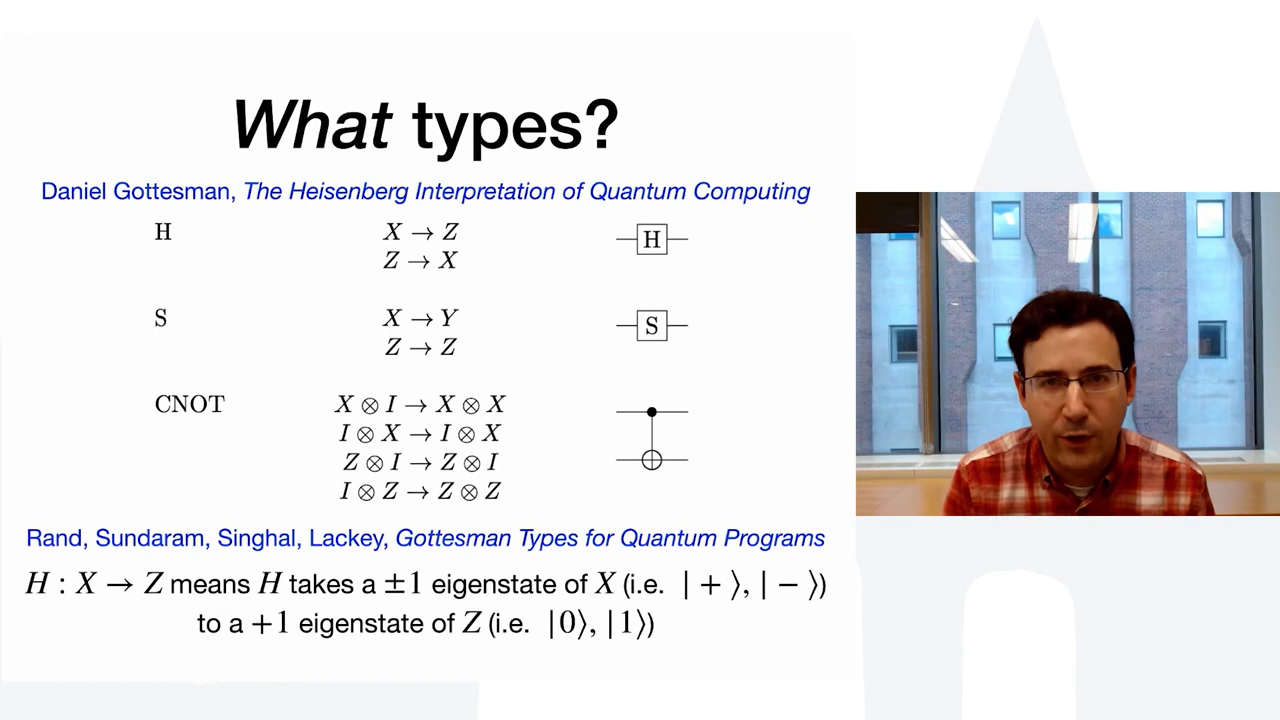 What types?
Daniel Gottesman, The Heisenberg Interpretation of Quantum Computing
H X → Z H
Z → X
S X → Y S
Z → Z
CNOT X ⊗ I → X ⊗ X
I ⊗ X → I ⊗ X
Z ⊗ I → Z ⊗ I
I ⊗ Z → Z ⊗ Z
Rand, Sundaram, Singhal, Lackey, Gottesman Types for Quantum Programs
H : X → Z means H takes a ±1 eigenstate of X (i.e. | + ⟩, | − ⟩)
to a +1 eigenstate of Z (i.e. |0⟩, |1⟩)